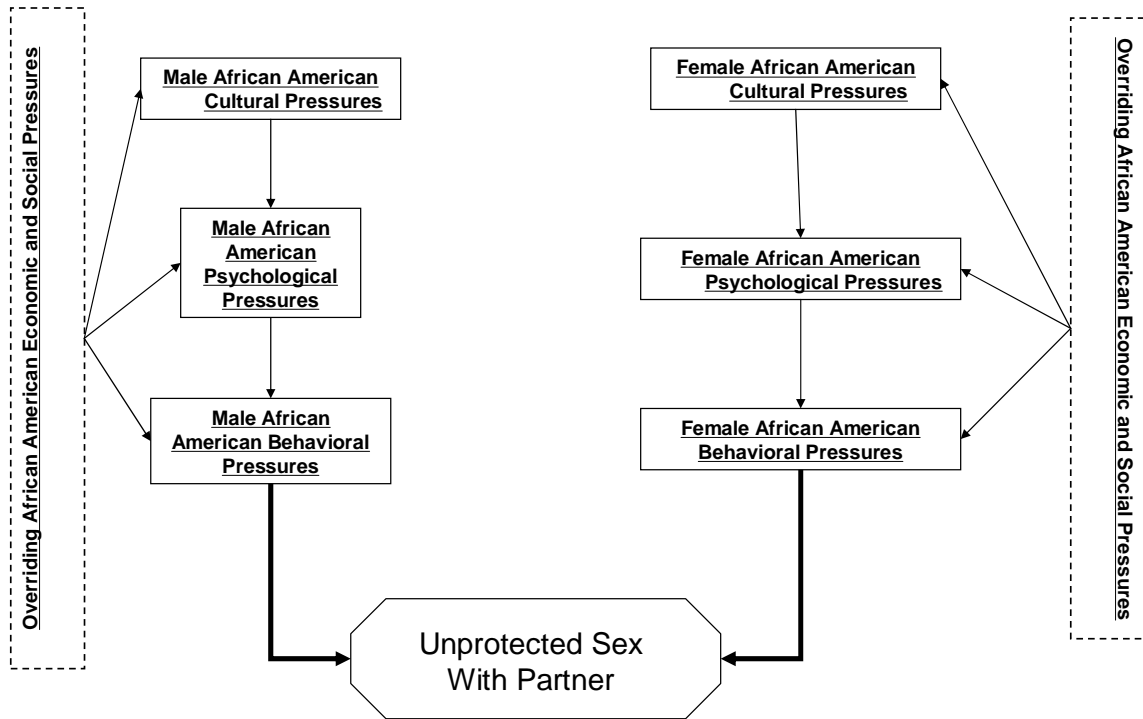 Overriding African American Economic and Social Pressures
Male African American
Cultural Pressures
Male African
American
Psychological
Pressures
Male African
American Behavioral
Pressures
Female African American
Cultural Pressures
Female African American
Psychological Pressures
Female African American
Behavioral Pressures
Overriding African American Economic and Social Pressures
Unprotected Sex
With Partner